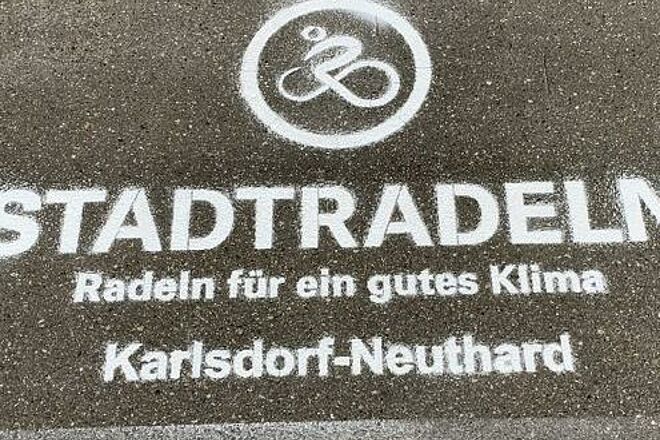 STADTRADELN
Radeln für ein gutes Klima
Karlsdorf-Neuthard